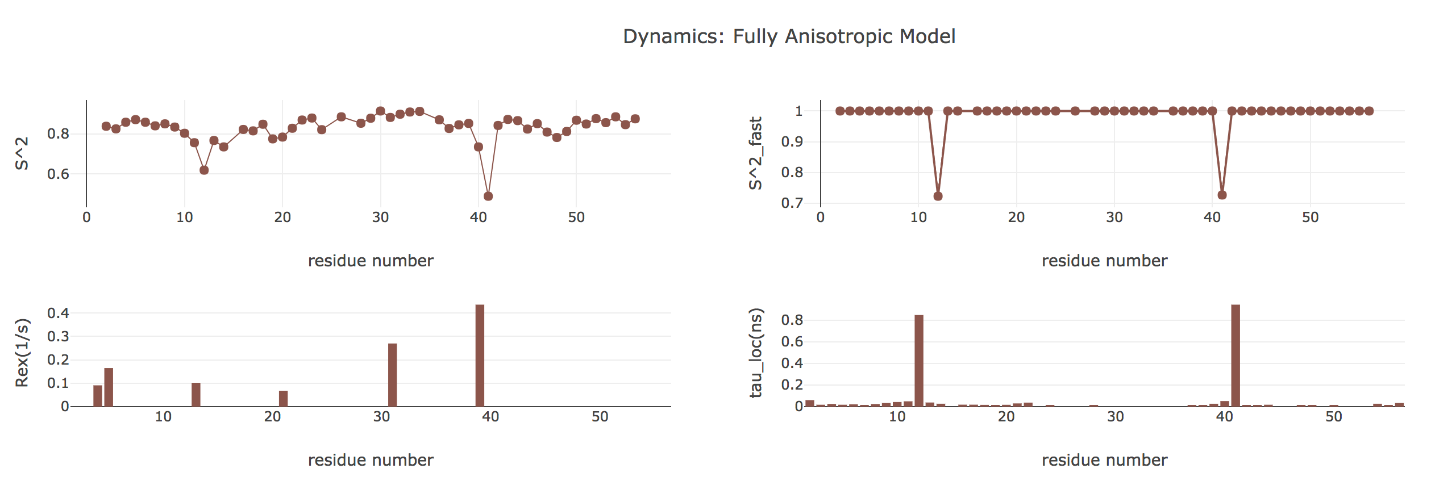 Dynamics: Fully Anisotropic Model
S^2
0.8
0.6
0 10 20 30 40 50
residue number
S^2_fast
1
0.9
0.8
0.7
0 10 20 30 40 50
residue number
Rex(1/s)
0.4
0.3
0.2
0.1
0
10 20 30 40 50
residue number
tau_loc(ns)
0.8
0.6
0.4
0.2
0
10 20 30 40 50
residue number